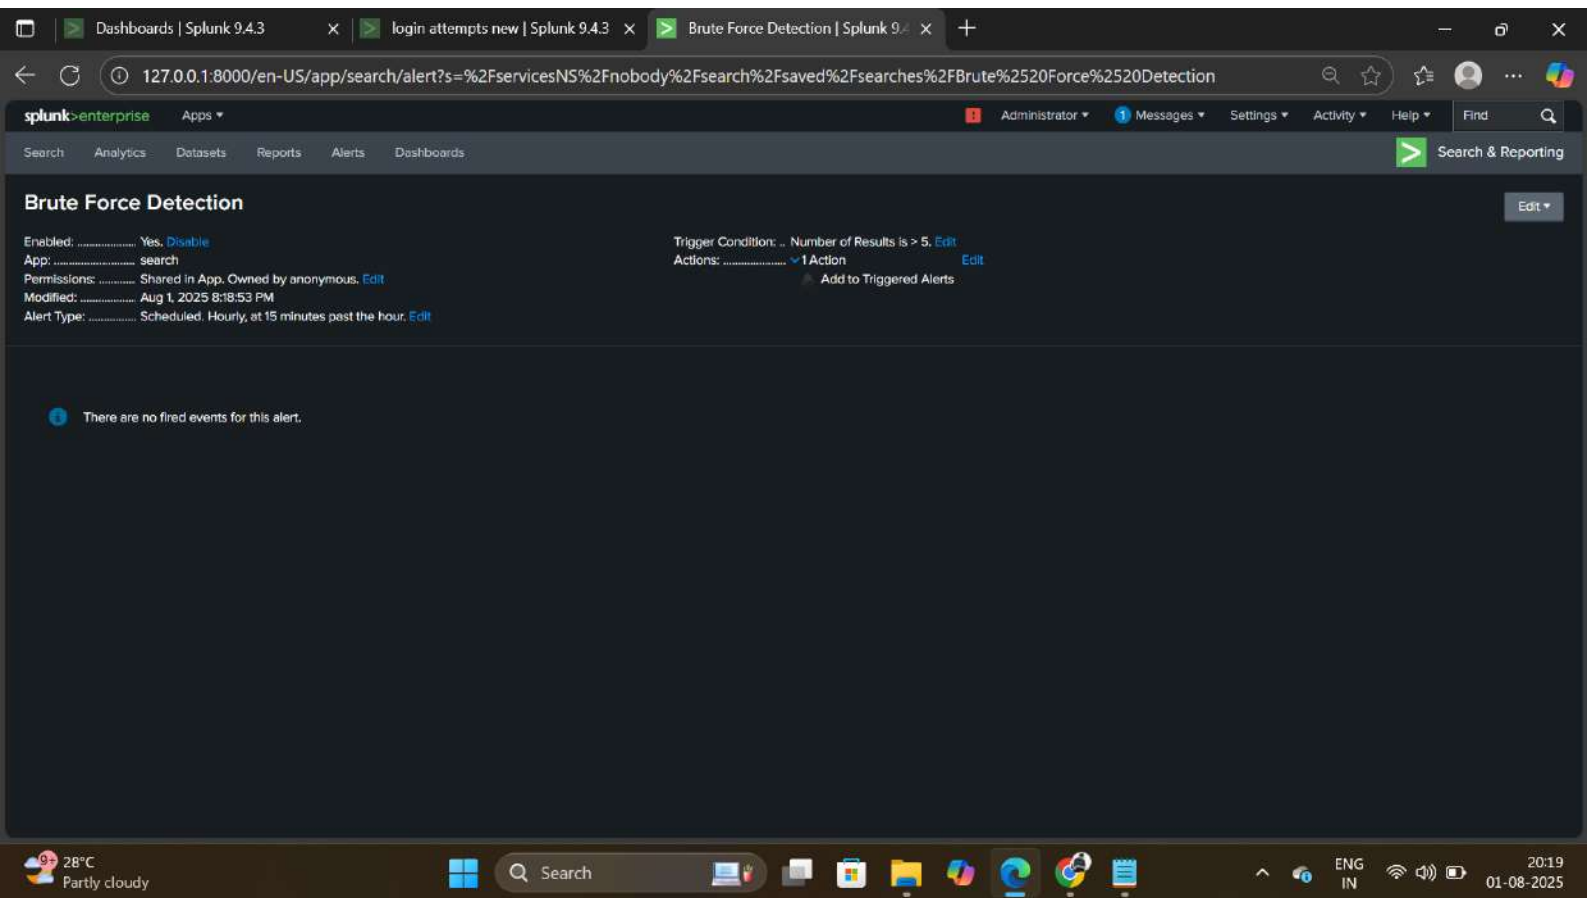 Dashboards | Splunk 9.4.3
login attempts new | Splunk 9.4.3
Brute Force Detection | Splunk 9.4
127.0.0.1:8000/en-US/app/search/alert?s=%2FservicesNS%2Fnobody%2Fsearch%2Fsaved%2Fsearches%2FBrute%2520Force%2520Detection
splunk>enterprise Apps
Administrator 1 Messages Settings Activity Help Find
Search Analytics Datasets Reports Alerts Dashboards
Search & Reporting
Brute Force Detection
Edit
Enabled: .................... Yes. Disable
App: ............................ search
Permissions: ............ Shared in App. Owned by anonymous. Edit
Modified: ................... Aug 1, 2025 8:18:53 PM
Alert Type: ................ Scheduled. Hourly, at 15 minutes past the hour. Edit
Trigger Condition: .. Number of Results is > 5. Edit
Actions: ...................... 1 Action Edit
Add to Triggered Alerts
There are no fired events for this alert.
9+
28°C
Partly cloudy
Search
ENG
IN
20:19
01-08-2025